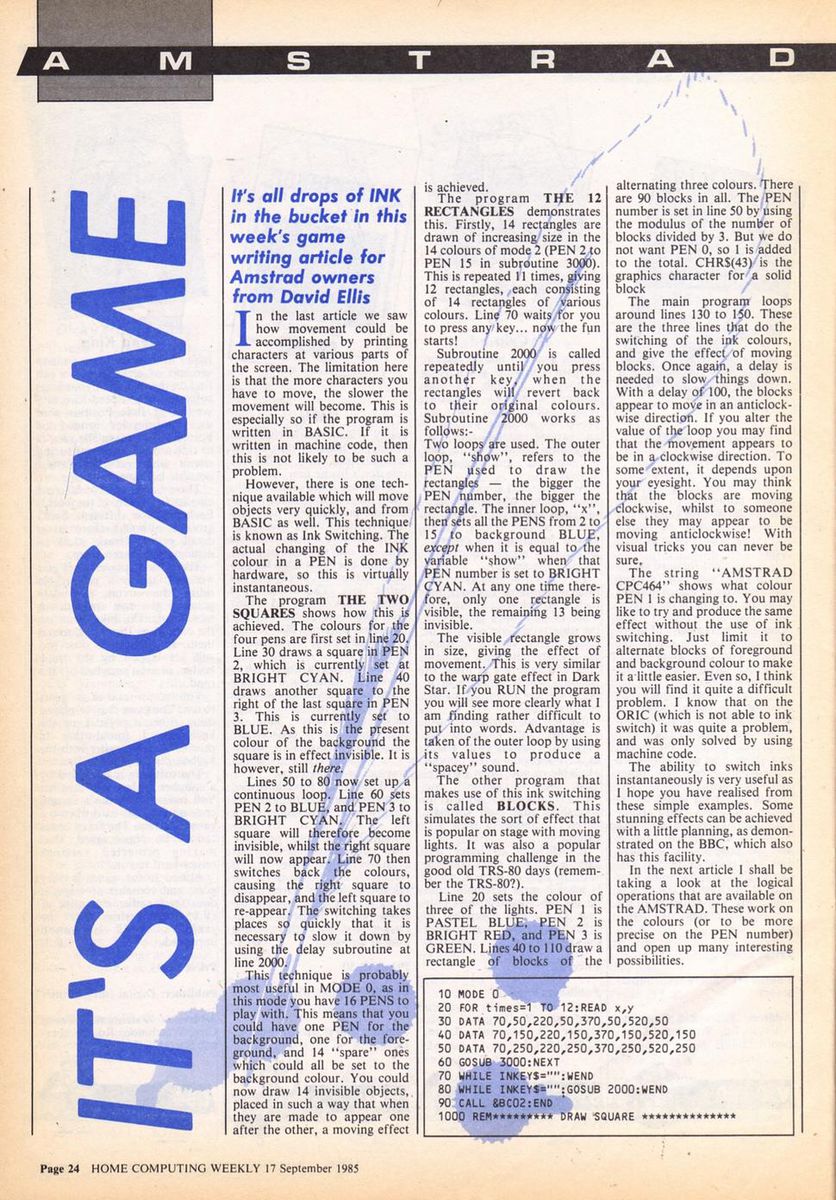 AMSTRAD
IT'S A GAME
It's all drops of INK
in the bucket in this
week's game
writing article for
Amstrad owners
from David Ellis
In the last article we saw
how movement could be
accomplished by printing
characters at various parts of
the screen. The limitation here
is that the more characters you
have to move, the slower the
movement will become. This is
especially so if the program is
written in BASIC. If it is
written in machine code, then
this is not likely to be such a
problem.
However, there is one tech-
nique available which will move
objects very quickly, and from
BASIC as well. This technique
is known as Ink Switching. The
actual changing of the INK
colour in a PEN is done by
hardware, so this is virtually
instantaneous.
The program THE TWO
SQUARES shows how this is
achieved. The colours for the
four pens are first set in line 20.
Line 30 draws a square in PEN
2, which is currently set at
BRIGHT CYAN. Line 40
draws another square to the
right of the last square in PEN
3. This is currently set to
BLUE. As this is the present
colour of the background the
square is in effect invisible. It is
however, still there.
Lines 50 to 80 now set up a
continuous loop. Line 60 sets
PEN 2 to BLUE, and PEN 3 to
BRIGHT CYAN. The left
square will therefore become
invisible, whilst the right square
will now appear. Line 70 then
switches back the colours,
causing the right square to
disappear, and the left square to
re-appear. The switching takes
places so quickly that it is
necessary to slow it down by
using the delay subroutine at
line 2000.
This technique is probably
most useful in MODE 0, as in
this mode you have 16 PENS to
play with. This means that you
could have one PEN for the
background, one for the fore-
ground, and 14 "spare" ones
which could all be set to the
background colour. You could
now draw 14 invisible objects,
placed in such a way that when
they are made to appear one
after the other, a moving effect
is achieved.
The program THE 12
RECTANGLES demonstrates
this. Firstly, 14 rectangles are
drawn of increasing size in the
14 colours of mode 2 (PEN 2 to
PEN 15 in subroutine 3000).
This is repeated 11 times, giving
12 rectangles, each consisting
of 14 rectangles of various
colours. Line 70 waits for you
to press any key... now the fun
starts!
Subroutine 2000 is called
repeatedly until you press
another key, when the
rectangles will revert back
to their original colours.
Subroutine 2000 works as
follows:-
Two loops are used. The outer
loop, "show", refers to the
PEN used to draw the
rectangles — the bigger the
PEN number, the bigger the
rectangle. The inner loop, "x",
then sets all the PENS from 2 to
15 to background BLUE,
except when it is equal to the
variable "show" when that
PEN number is set to BRIGHT
CYAN. At any one time there-
fore, only one rectangle is
visible, the remaining 13 being
invisible.
The visible rectangle grows
in size, giving the effect of
movement. This is very similar
to the warp gate effect in Dark
Star. If you RUN the program
you will see more clearly what I
am finding rather difficult to
put into words. Advantage is
taken of the outer loop by using
its values to produce a
"spacey" sound.
The other program that
makes use of this ink switching
is called BLOCKS. This
simulates the sort of effect that
is popular on stage with moving
lights. It was also a popular
programming challenge in the
good old TRS-80 days (remem-
ber the TRS-80?).
Line 20 sets the colour of
three of the lights. PEN 1 is
PASTEL BLUE, PEN 2 is
BRIGHT RED, and PEN 3 is
GREEN. Lines 40 to 110 draw a
rectangle of blocks of the
alternating three colours. There
are 90 blocks in all. The PEN
number is set in line 50 by using
the modulus of the number of
blocks divided by 3. But we do
not want PEN 0, so 1 is added
to the total. CHR$(43) is the
graphics character for a solid
block
The main program loops
around lines 130 to 150. These
are the three lines that do the
switching of the ink colours,
and give the effect of moving
blocks. Once again, a delay is
needed to slow things down.
With a delay of 100, the blocks
appear to move in an anticlock-
wise direction. If you alter the
value of the loop you may find
that the movement appears to
be in a clockwise direction. To
some extent, it depends upon
your eyesight. You may think
that the blocks are moving
clockwise, whilst to someone
else they may appear to be
moving anticlockwise! With
visual tricks you can never be
sure.
The string "AMSTRAD
CPC464" shows what colour
PEN 1 is changing to. You may
like to try and produce the same
effect without the use of ink
switching. Just limit it to
alternate blocks of foreground
and background colour to make
it a little easier. Even so, I think
you will find it quite a difficult
problem. I know that on the
ORIC (which is not able to ink
switch) it was quite a problem,
and was only solved by using
machine code.
The ability to switch inks
instantaneously is very useful as
I hope you have realised from
these simple examples. Some
stunning effects can be achieved
with a little planning, as demon-
strated on the BBC, which also
has this facility.
In the next article I shall be
taking a look at the logical
operations that are available on
the AMSTRAD. These work on
the colours (or to be more
precise on the PEN number)
and open up many interesting
possibilities.
10 MODE 0
20 FOR times=1 TO 12:READ x,y
30 DATA 70,50,220,50,370,50,520,50
40 DATA 70,150,220,150,370,150,520,150
50 DATA 70,250,220,250,370,250,520,250
60 GOSUB 3000:NEXT
70 WHILE INKEY$="":WEND
80 WHILE INKEY$="":GOSUB 2000:WEND
90 CALL &BC02:END
1000 REM********* DRAW SQUARE **************
Page 24 HOME COMPUTING WEEKLY 17 September 1985